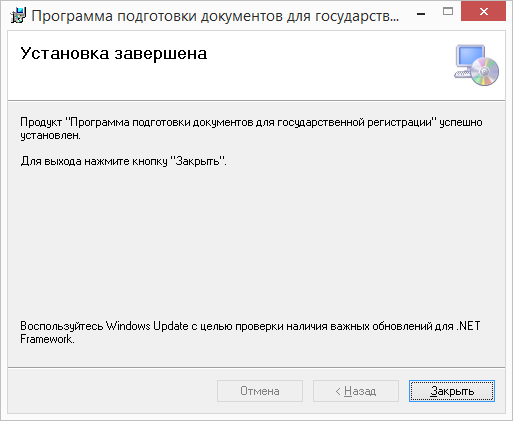 Программа подготовки документов для государств...
Установка завершена
Продукт "Программа подготовки документов для государственной регистрации" успешно
установлен.
Для выхода нажмите кнопку "Закрыть".
Воспользуйтесь Windows Update с целью проверки наличия важных обновлений для .NET
Framework.
Отмена
< Назад
Закрыть